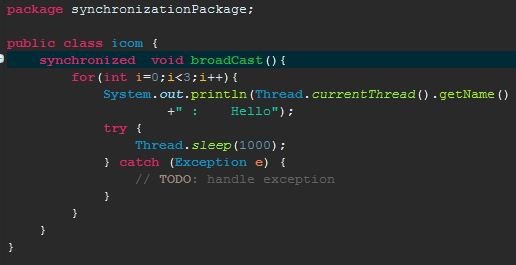 package synchronizationPackage;
public class icom {
synchronized  void broadCast(){
for(int i=0;i<3;i++){
System.out.println(Thread.currentThread().getName()
+" :    Hello");
try {
Thread.sleep(1000);
} catch (Exception e) {
// TODO: handle exception
}
}
}
}